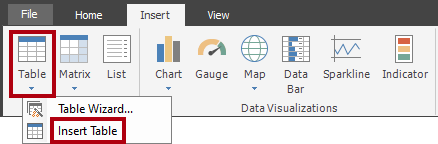 File Home Insert View
Table Matrix List Chart Gauge Map Data Bar Sparkline Indicator
Data Visualizations
Table Wizard...
Insert Table